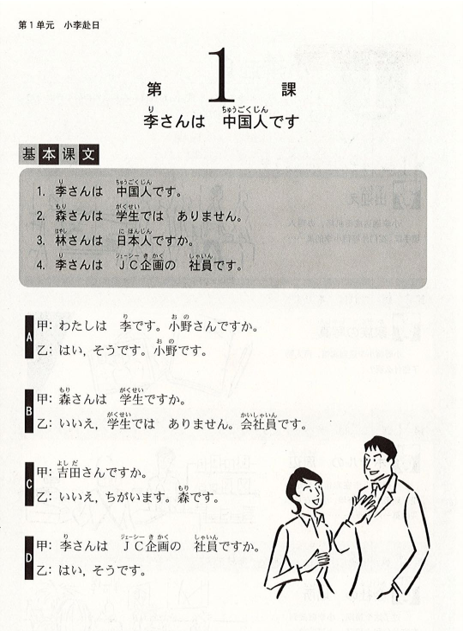 第1单元 小李赴日
第1課
李さんは 中国人です
基本课文
1. 李さんは 中国人です。
2. 森さんは 学生では ありません。
3. 林さんは 日本人ですか。
4. 李さんは JC企画の 社員です。
A
甲: わたしは 李です。小野さんですか。
乙: はい, そうです。小野です。
B
甲: 森さんは 学生ですか。
乙: いいえ, 学生では ありません。会社員です。
C
甲: 吉田さんですか。
乙: いいえ, ちがいます。森です。
D
甲: 李さんは JC企画の 社員ですか。
乙: はい, そうです。